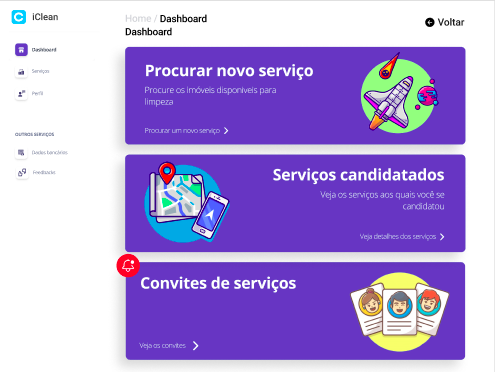 iClean
Home / Dashboard
Dashboard
Voltar
Dashboard
Serviços
Perfil
OUTROS SERVIÇOS
Dados bancários
Feedbacks
Procurar novo serviço
Procure os imóveis disponíveis para
limpeza
Procurar um novo serviço
Serviços candidatados
Veja os serviços aos quais você se
candidatou
Veja detalhes dos serviços
Convites de serviços
Veja os convites